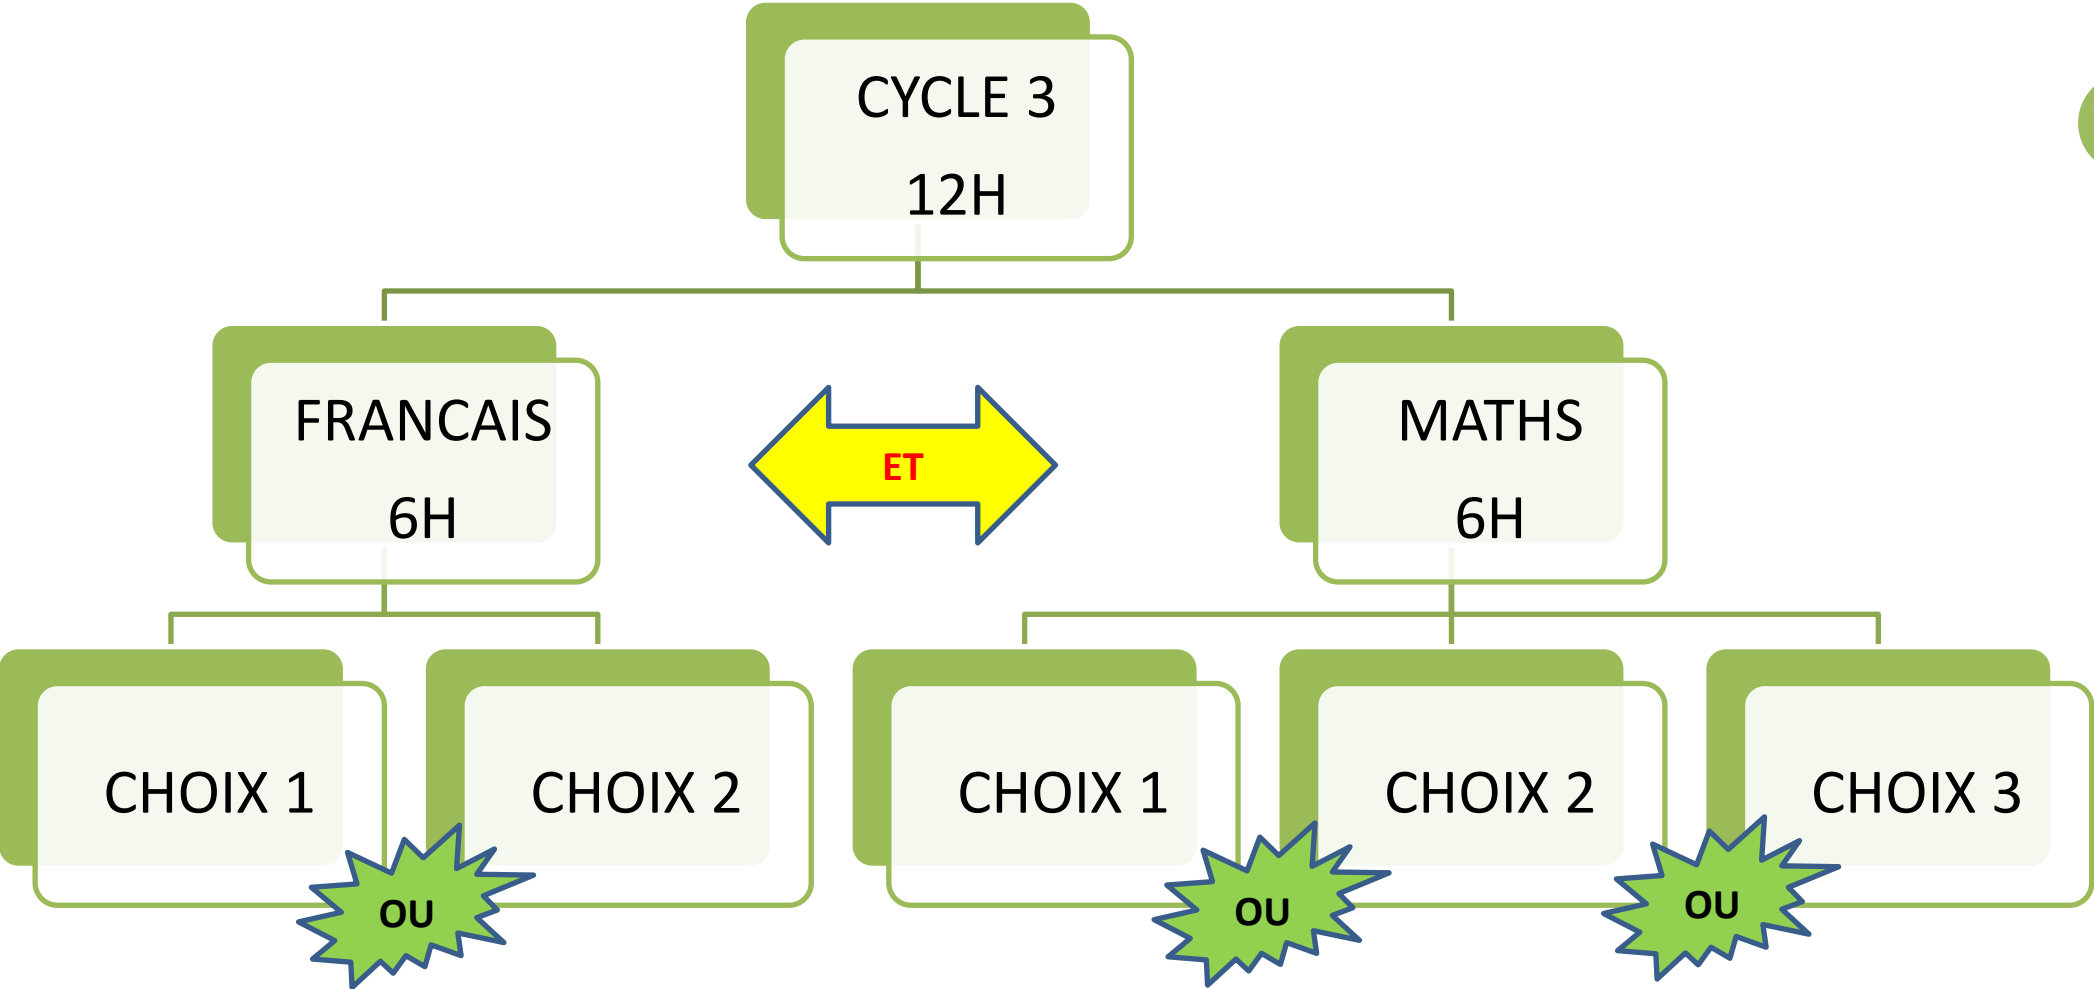 CYCLE 3
12H
FRANCAIS
6H
ET
MATHS
6H
CHOIX 1
OU
CHOIX 2
CHOIX 1
OU
CHOIX 2
OU
CHOIX 3